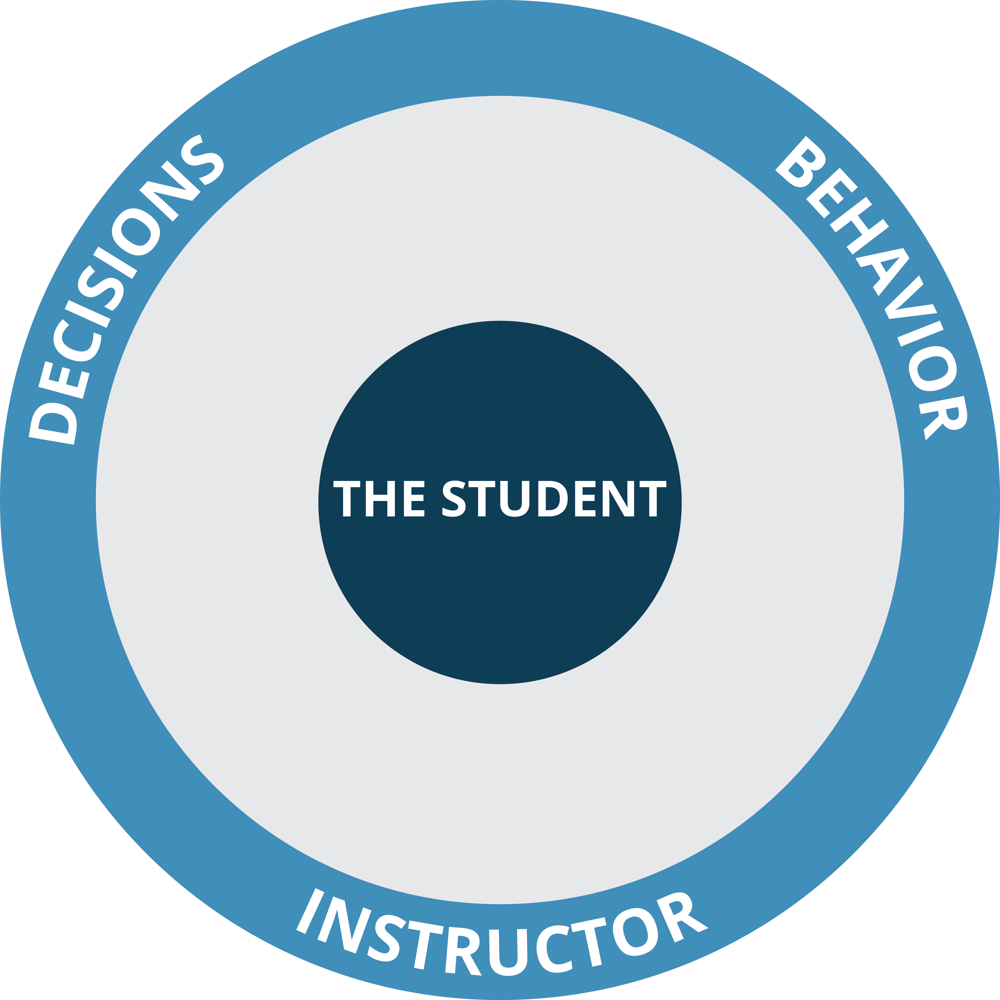 DECISIONS
BEHAVIOR
THE STUDENT
INSTRUCTOR